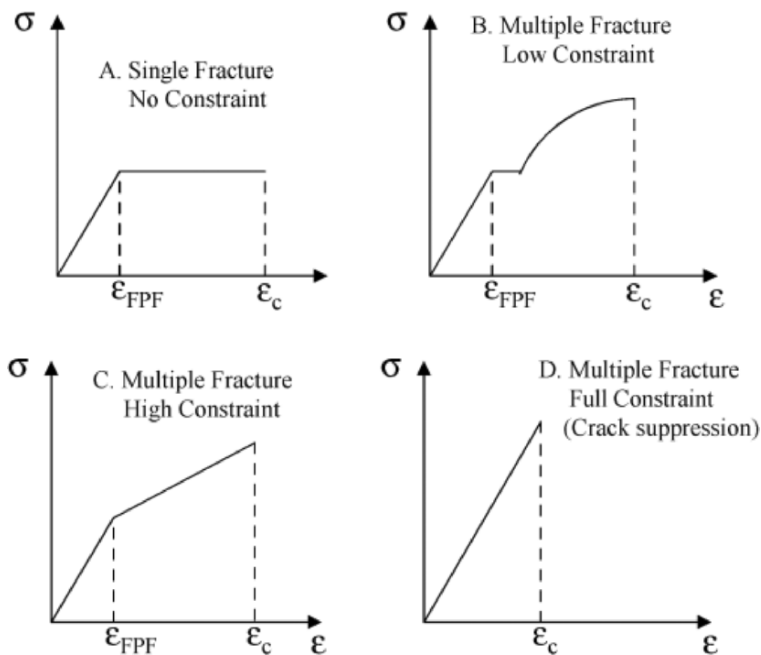 σ
A. Single Fracture
No Constraint
ε_FPF
ε_c
σ
B. Multiple Fracture
Low Constraint
ε_FPF
ε_c
ε
σ
C. Multiple Fracture
High Constraint
ε_FPF
ε_c
ε
σ
D. Multiple Fracture
Full Constraint
(Crack suppression)
ε_c
ε